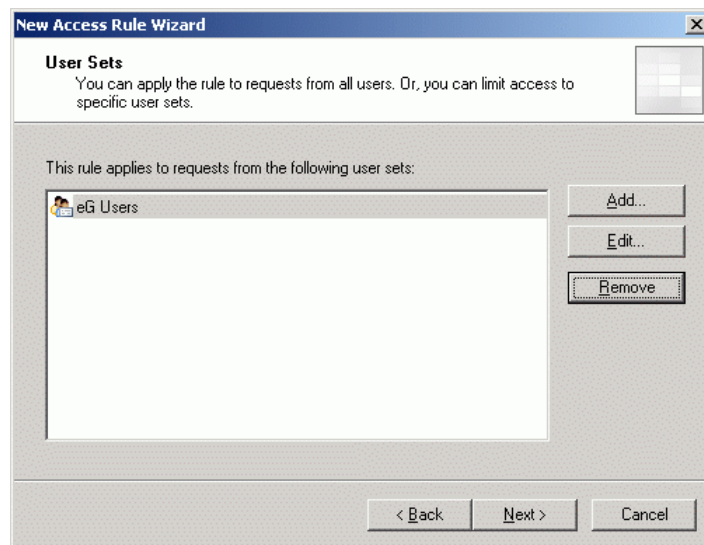 New Access Rule Wizard
User Sets
You can apply the rule to requests from all users. Or, you can limit access to
specific user sets.
This rule applies to requests from the following user sets:
eG Users
Add...
Edit...
Remove
< Back
Next >
Cancel